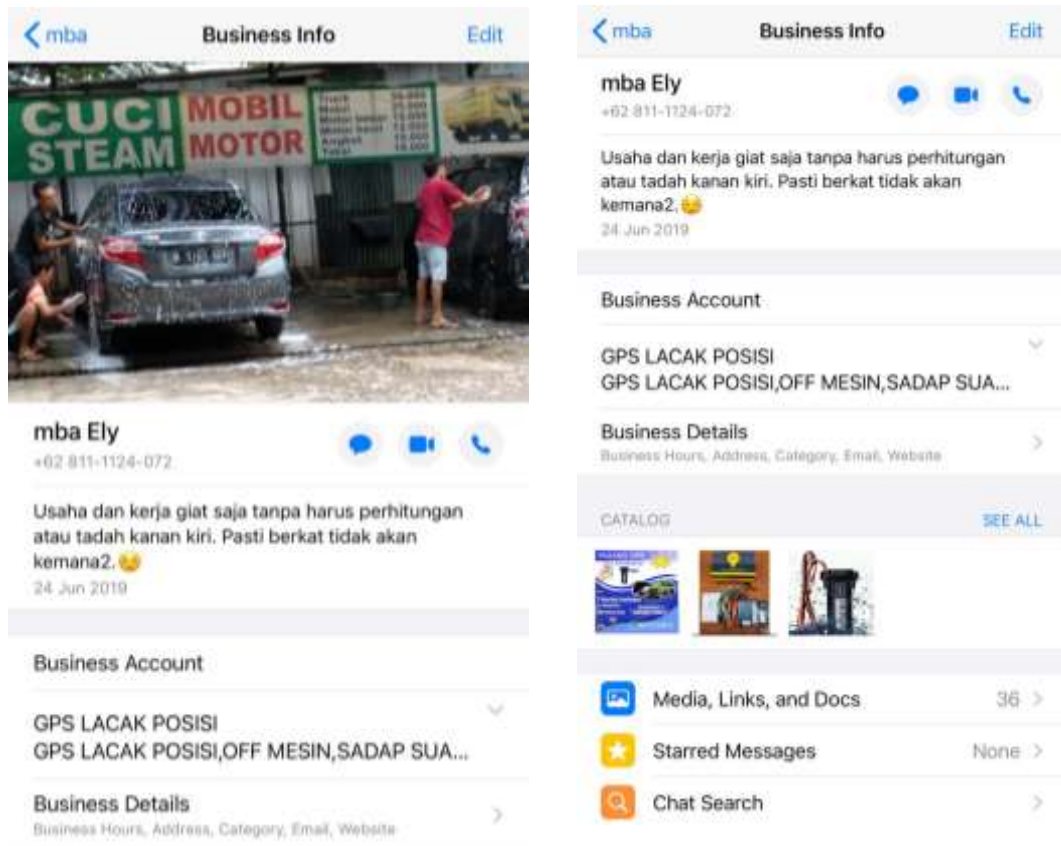 mba
Business Info
Edit
CUCI MOBIL
STEAM MOTOR
mba Ely
+62 811-1124-072
Usaha dan kerja giat saja tanpa harus perhitungan
atau tadah kanan kiri. Pasti berkat tidak akan
kemana2.😔
24 Jun 2019
Business Account
GPS LACAK POSISI
GPS LACAK POSISI,OFF MESIN,SADAP SUA...
Business Details
Business Hours, Address, Category, Email, Website
mba
Business Info
Edit
mba Ely
+62 811-1124-072
Usaha dan kerja giat saja tanpa harus perhitungan
atau tadah kanan kiri. Pasti berkat tidak akan
kemana2.😔
24 Jun 2019
Business Account
GPS LACAK POSISI
GPS LACAK POSISI,OFF MESIN,SADAP SUA...
Business Details
Business Hours, Address, Category, Email, Website
CATALOG
SEE ALL
Media, Links, and Docs 36
Starred Messages None
Chat Search